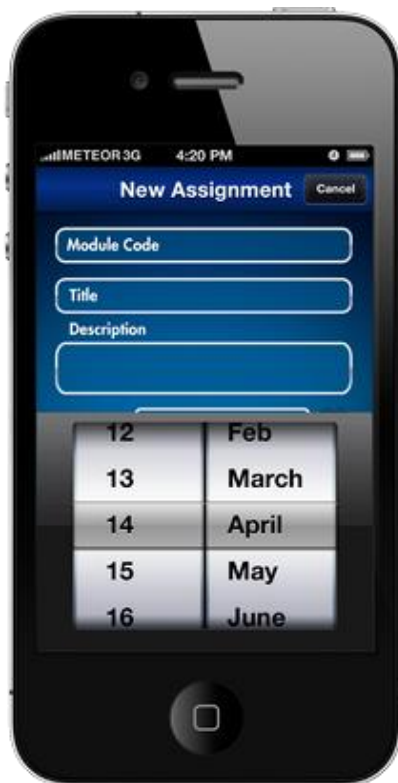 METEOR 3G 4:20 PM
New Assignment Cancel
Module Code
Title
Description
12 Feb
13 March
14 April
15 May
16 June